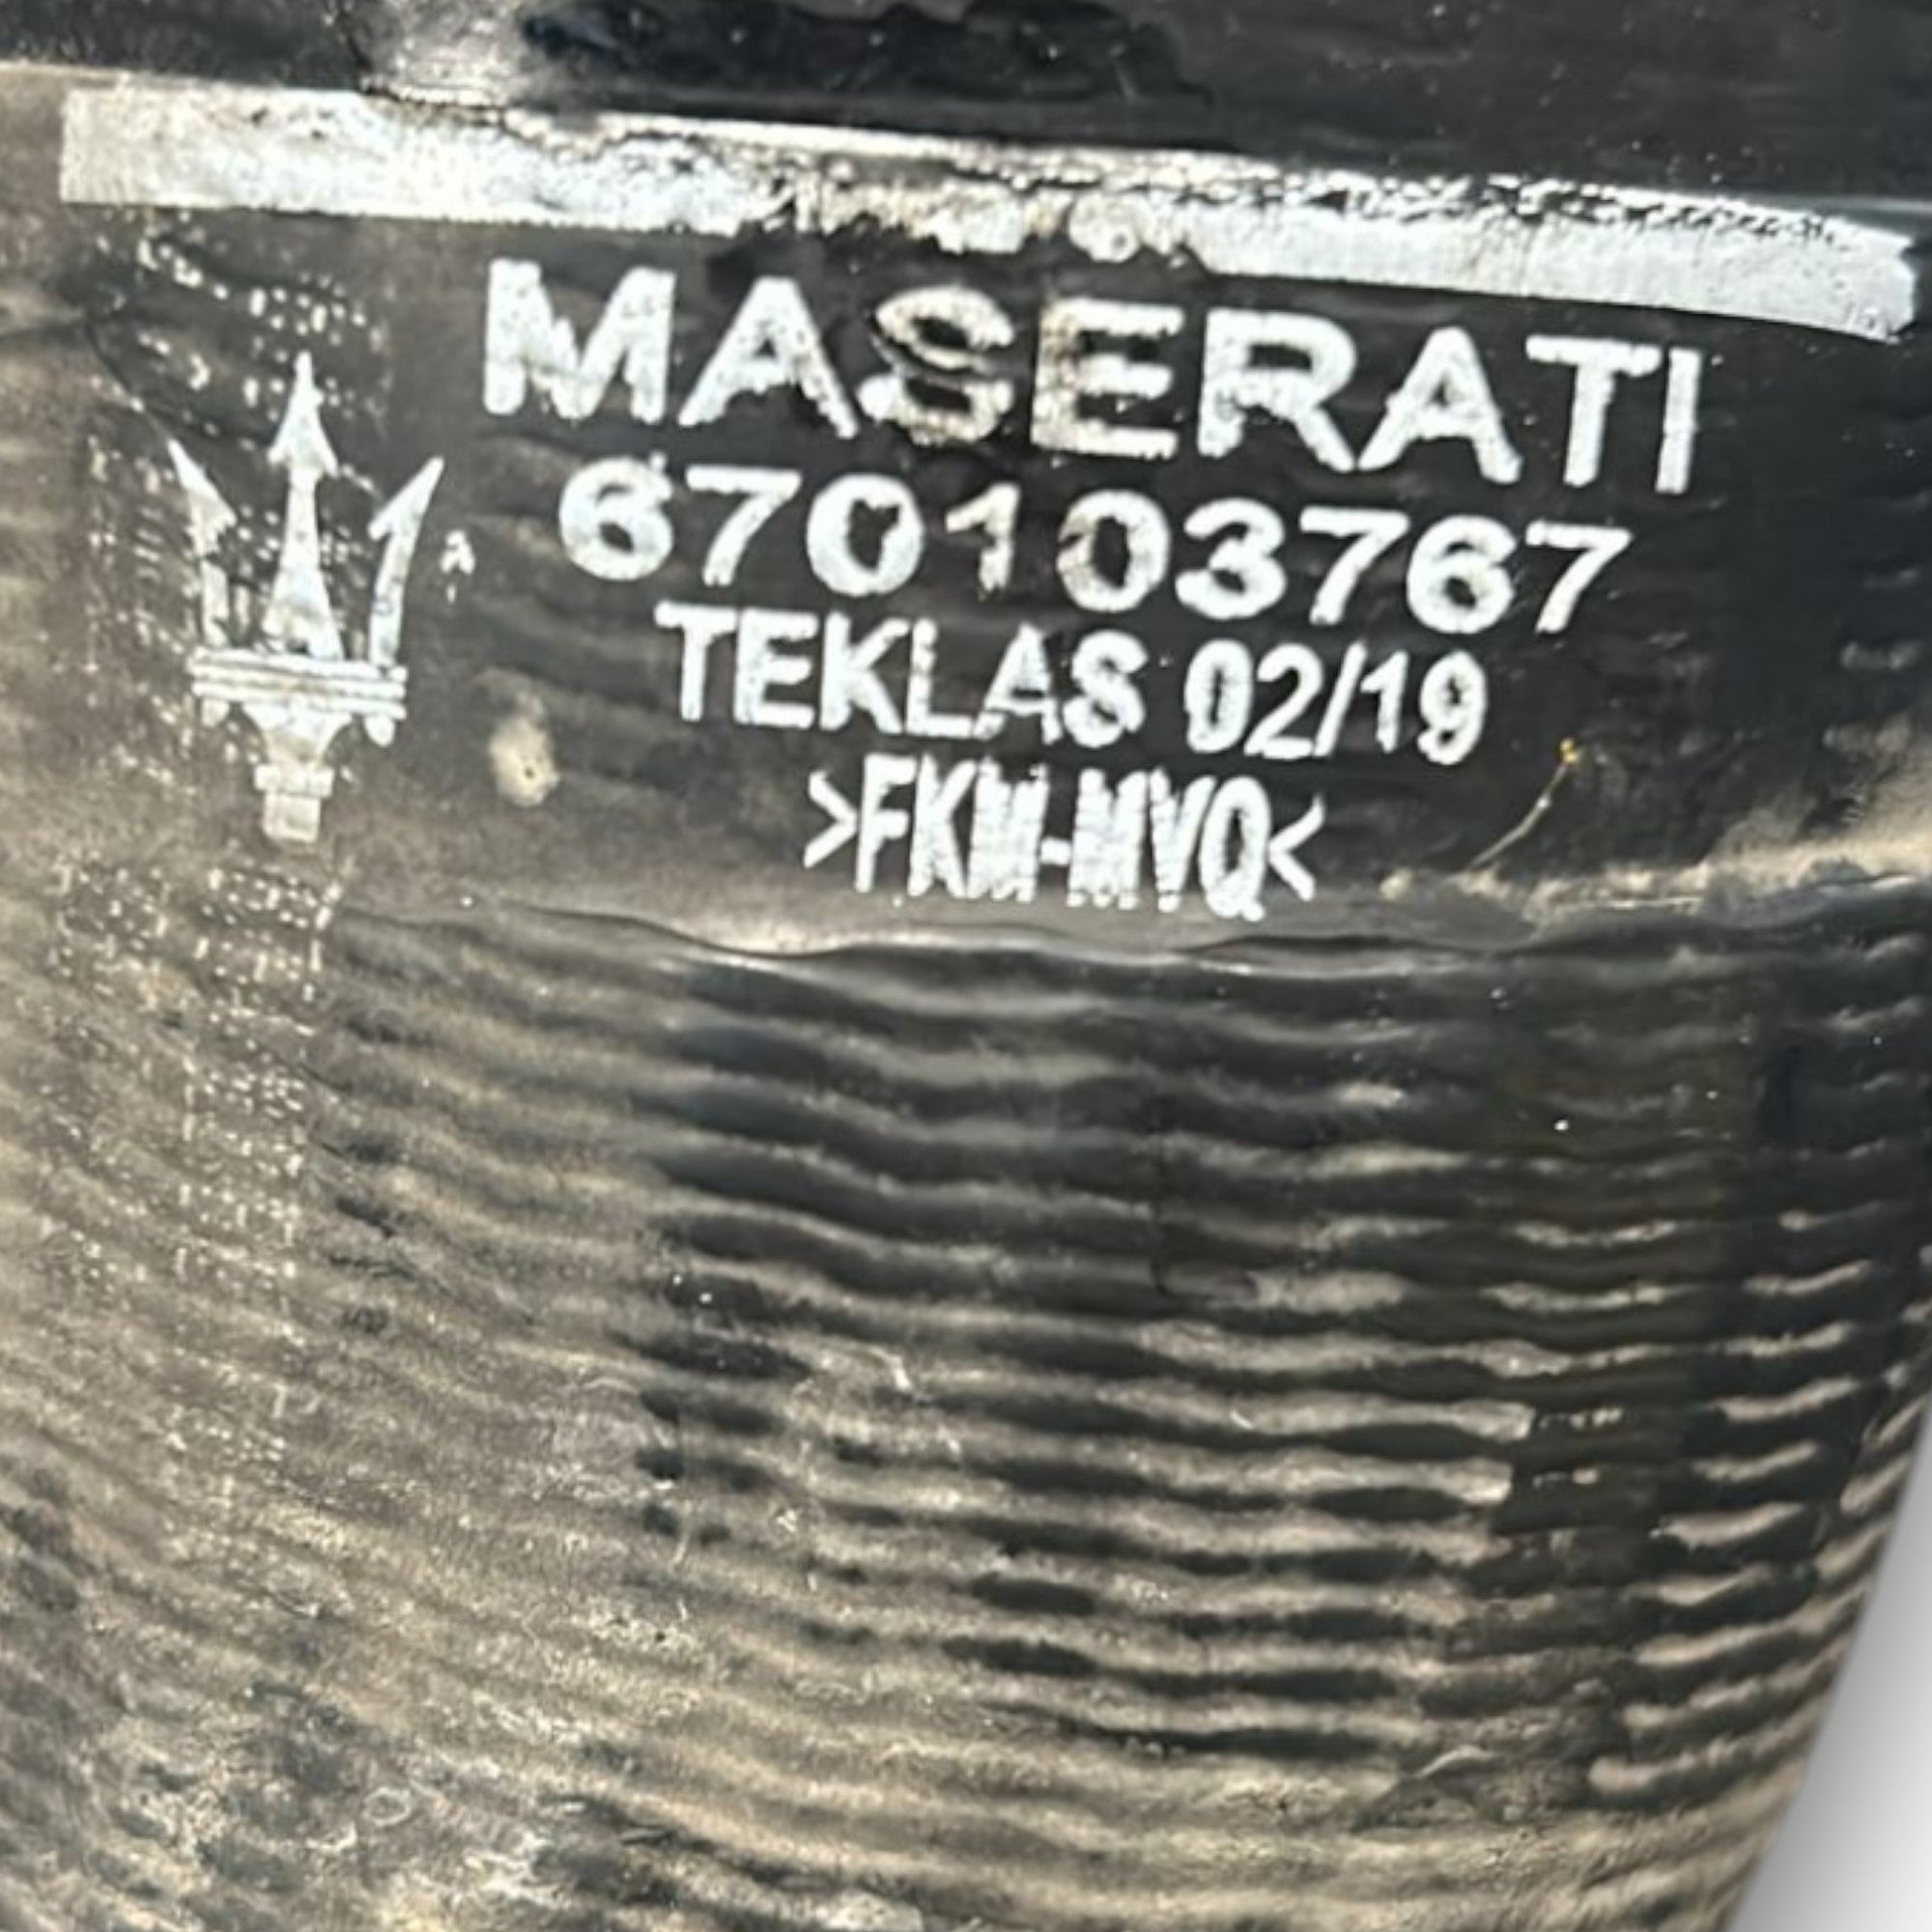 MASERATI
670103767
TEKLAS 02/19
>FKM-MVQ<